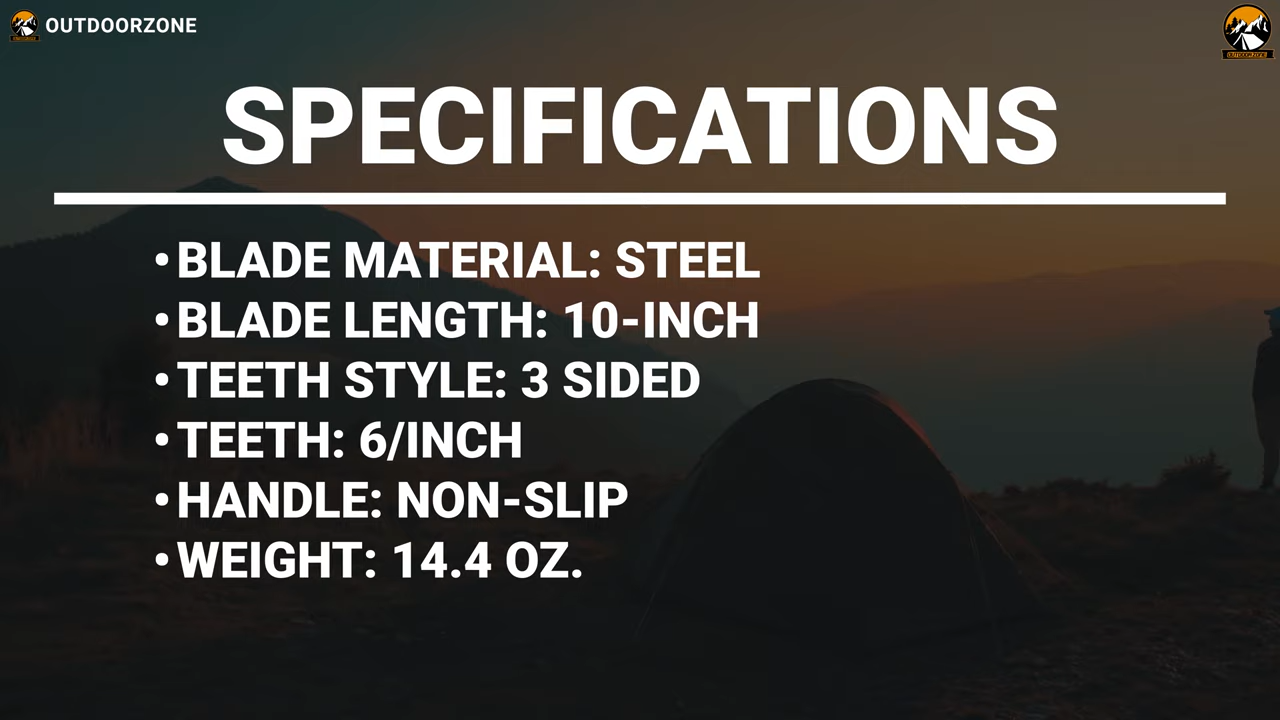 OUTDOORZONE
OUTDOORZONE
SPECIFICATIONS
• BLADE MATERIAL: STEEL
• BLADE LENGTH: 10-INCH
• TEETH STYLE: 3 SIDED
• TEETH: 6/INCH
• HANDLE: NON-SLIP
• WEIGHT: 14.4 OZ.